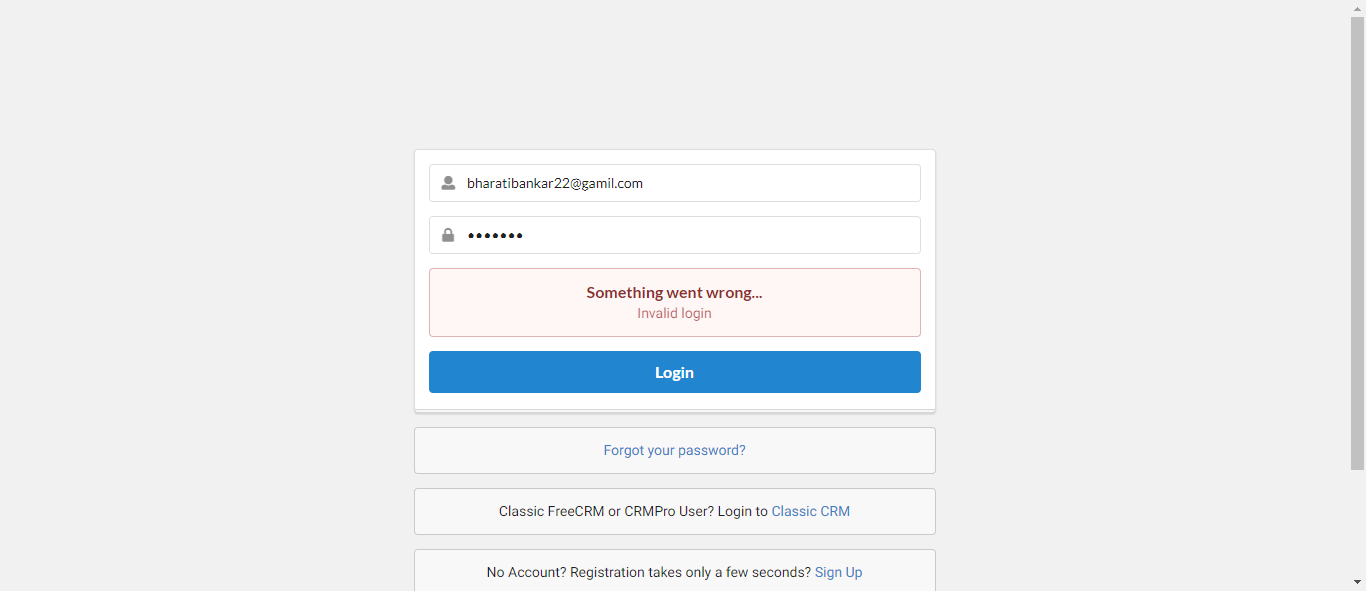 bharatibankar22@gamil.com
•••••••
Something went wrong...
Invalid login
Login
Forgot your password?
Classic FreeCRM or CRMPro User? Login to Classic CRM
No Account? Registration takes only a few seconds? Sign Up